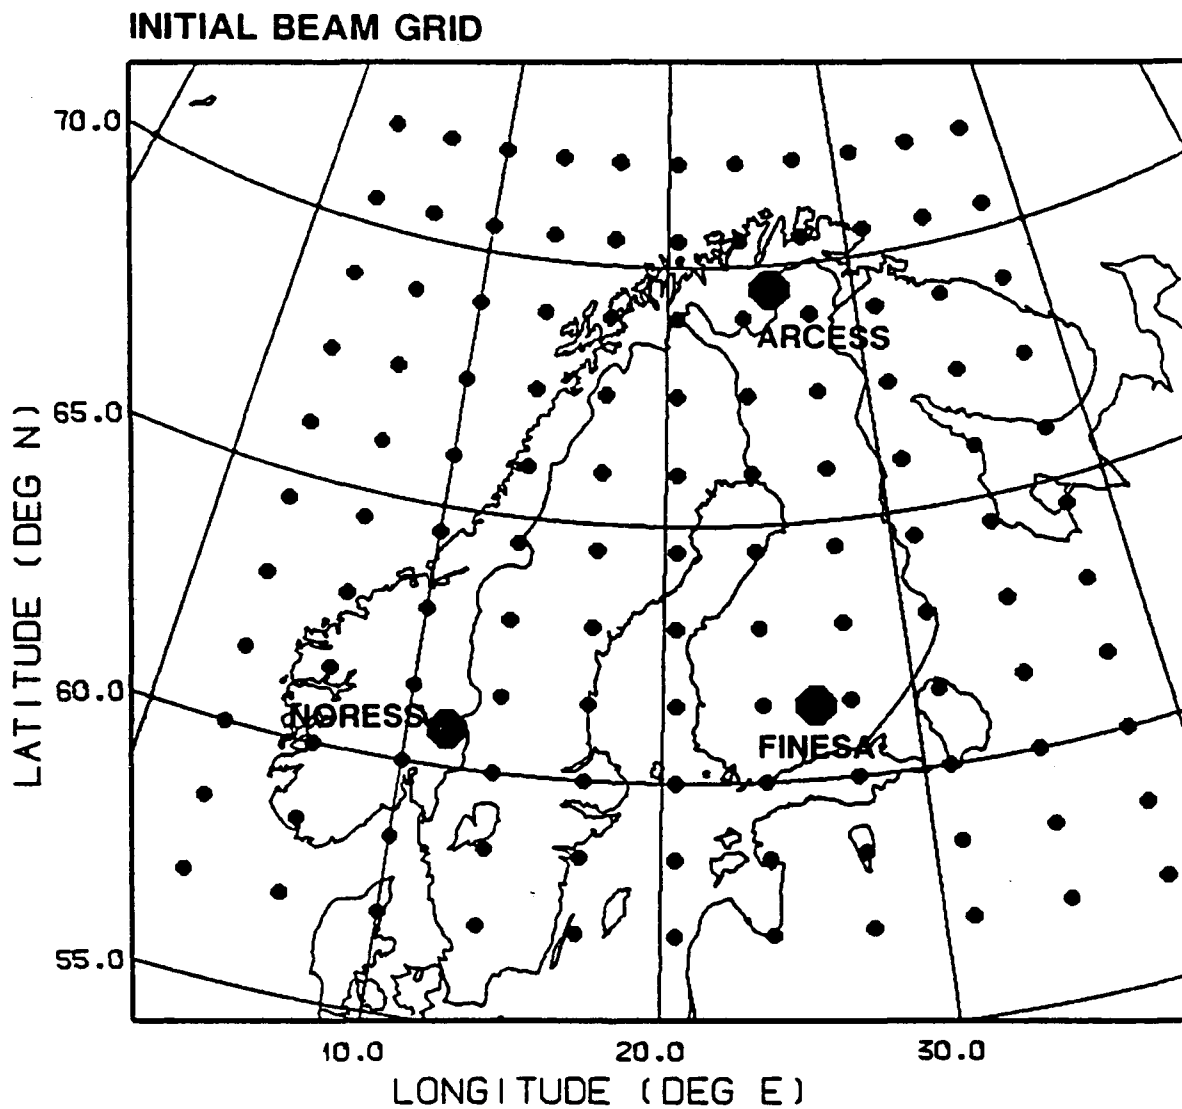 INITIAL BEAM GRID
70.0
ARCESS
65.0
LATITUDE (DEG N)
NORESS
60.0
FINESA
55.0
10.0 20.0 30.0
LONGITUDE (DEG E)